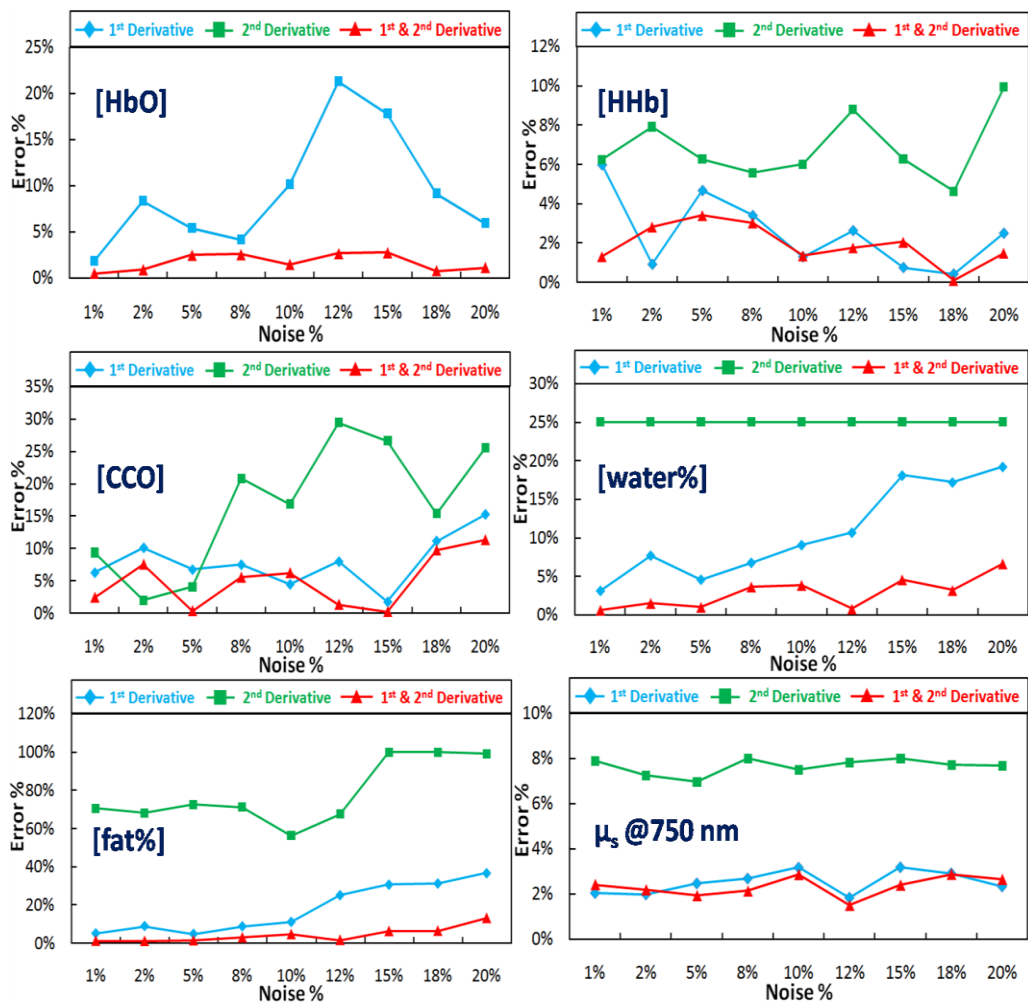 1st Derivative 2nd Derivative 1st & 2nd Derivative
25%
20%
15%
10%
5%
0%
Error %
[HbO]
1% 2% 5% 8% 10% 12% 15% 18% 20%
Noise %
1st Derivative 2nd Derivative 1st & 2nd Derivative
12%
10%
8%
6%
4%
2%
0%
Error %
[HHb]
1% 2% 5% 8% 10% 12% 15% 18% 20%
Noise %
1st Derivative 2nd Derivative 1st & 2nd Derivative
35%
30%
25%
20%
15%
10%
5%
0%
Error %
[CCO]
1% 2% 5% 8% 10% 12% 15% 18% 20%
Noise %
1st Derivative 2nd Derivative 1st & 2nd Derivative
30%
25%
20%
15%
10%
5%
0%
Error %
[water%]
1% 2% 5% 8% 10% 12% 15% 18% 20%
Noise %
1st Derivative 2nd Derivative 1st & 2nd Derivative
120%
100%
80%
60%
40%
20%
0%
Error %
[fat%]
1% 2% 5% 8% 10% 12% 15% 18% 20%
Noise %
1st Derivative 2nd Derivative 1st & 2nd Derivative
10%
8%
6%
4%
2%
0%
Error %
μs @750 nm
1% 2% 5% 8% 10% 12% 15% 18% 20%
Noise %